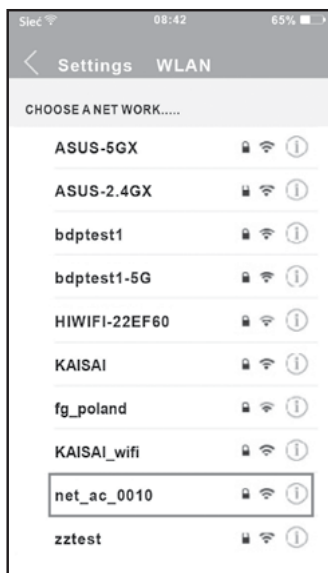 Sieć 08:42 65%
Settings WLAN
CHOOSE A NET WORK.....
ASUS-5GX
ASUS-2.4GX
bdptest1
bdptest1-5G
HIWIFI-22EF60
KAISAI
fg_poland
KAISAI_wifi
net_ac_0010
zztest